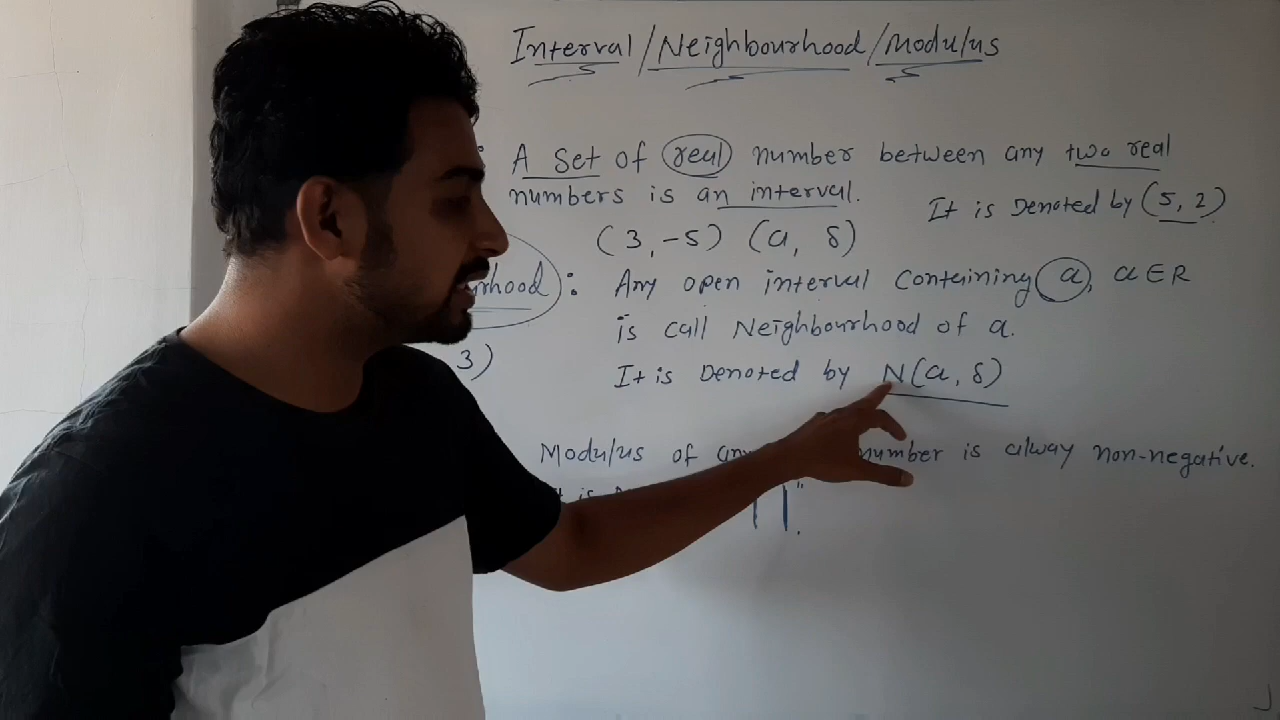 Interval/Neighbourhood/Modulus
: A set of real number between any two real
numbers is an interval. It is Denoted by (5, 2)
(3, -5) (a, δ)
: Any open interval Containing a, a ∈ R
is call Neighbourhood of a.
3) It is Denoted by N(a, δ)
Modulus of number is alway non-negative.
| |".